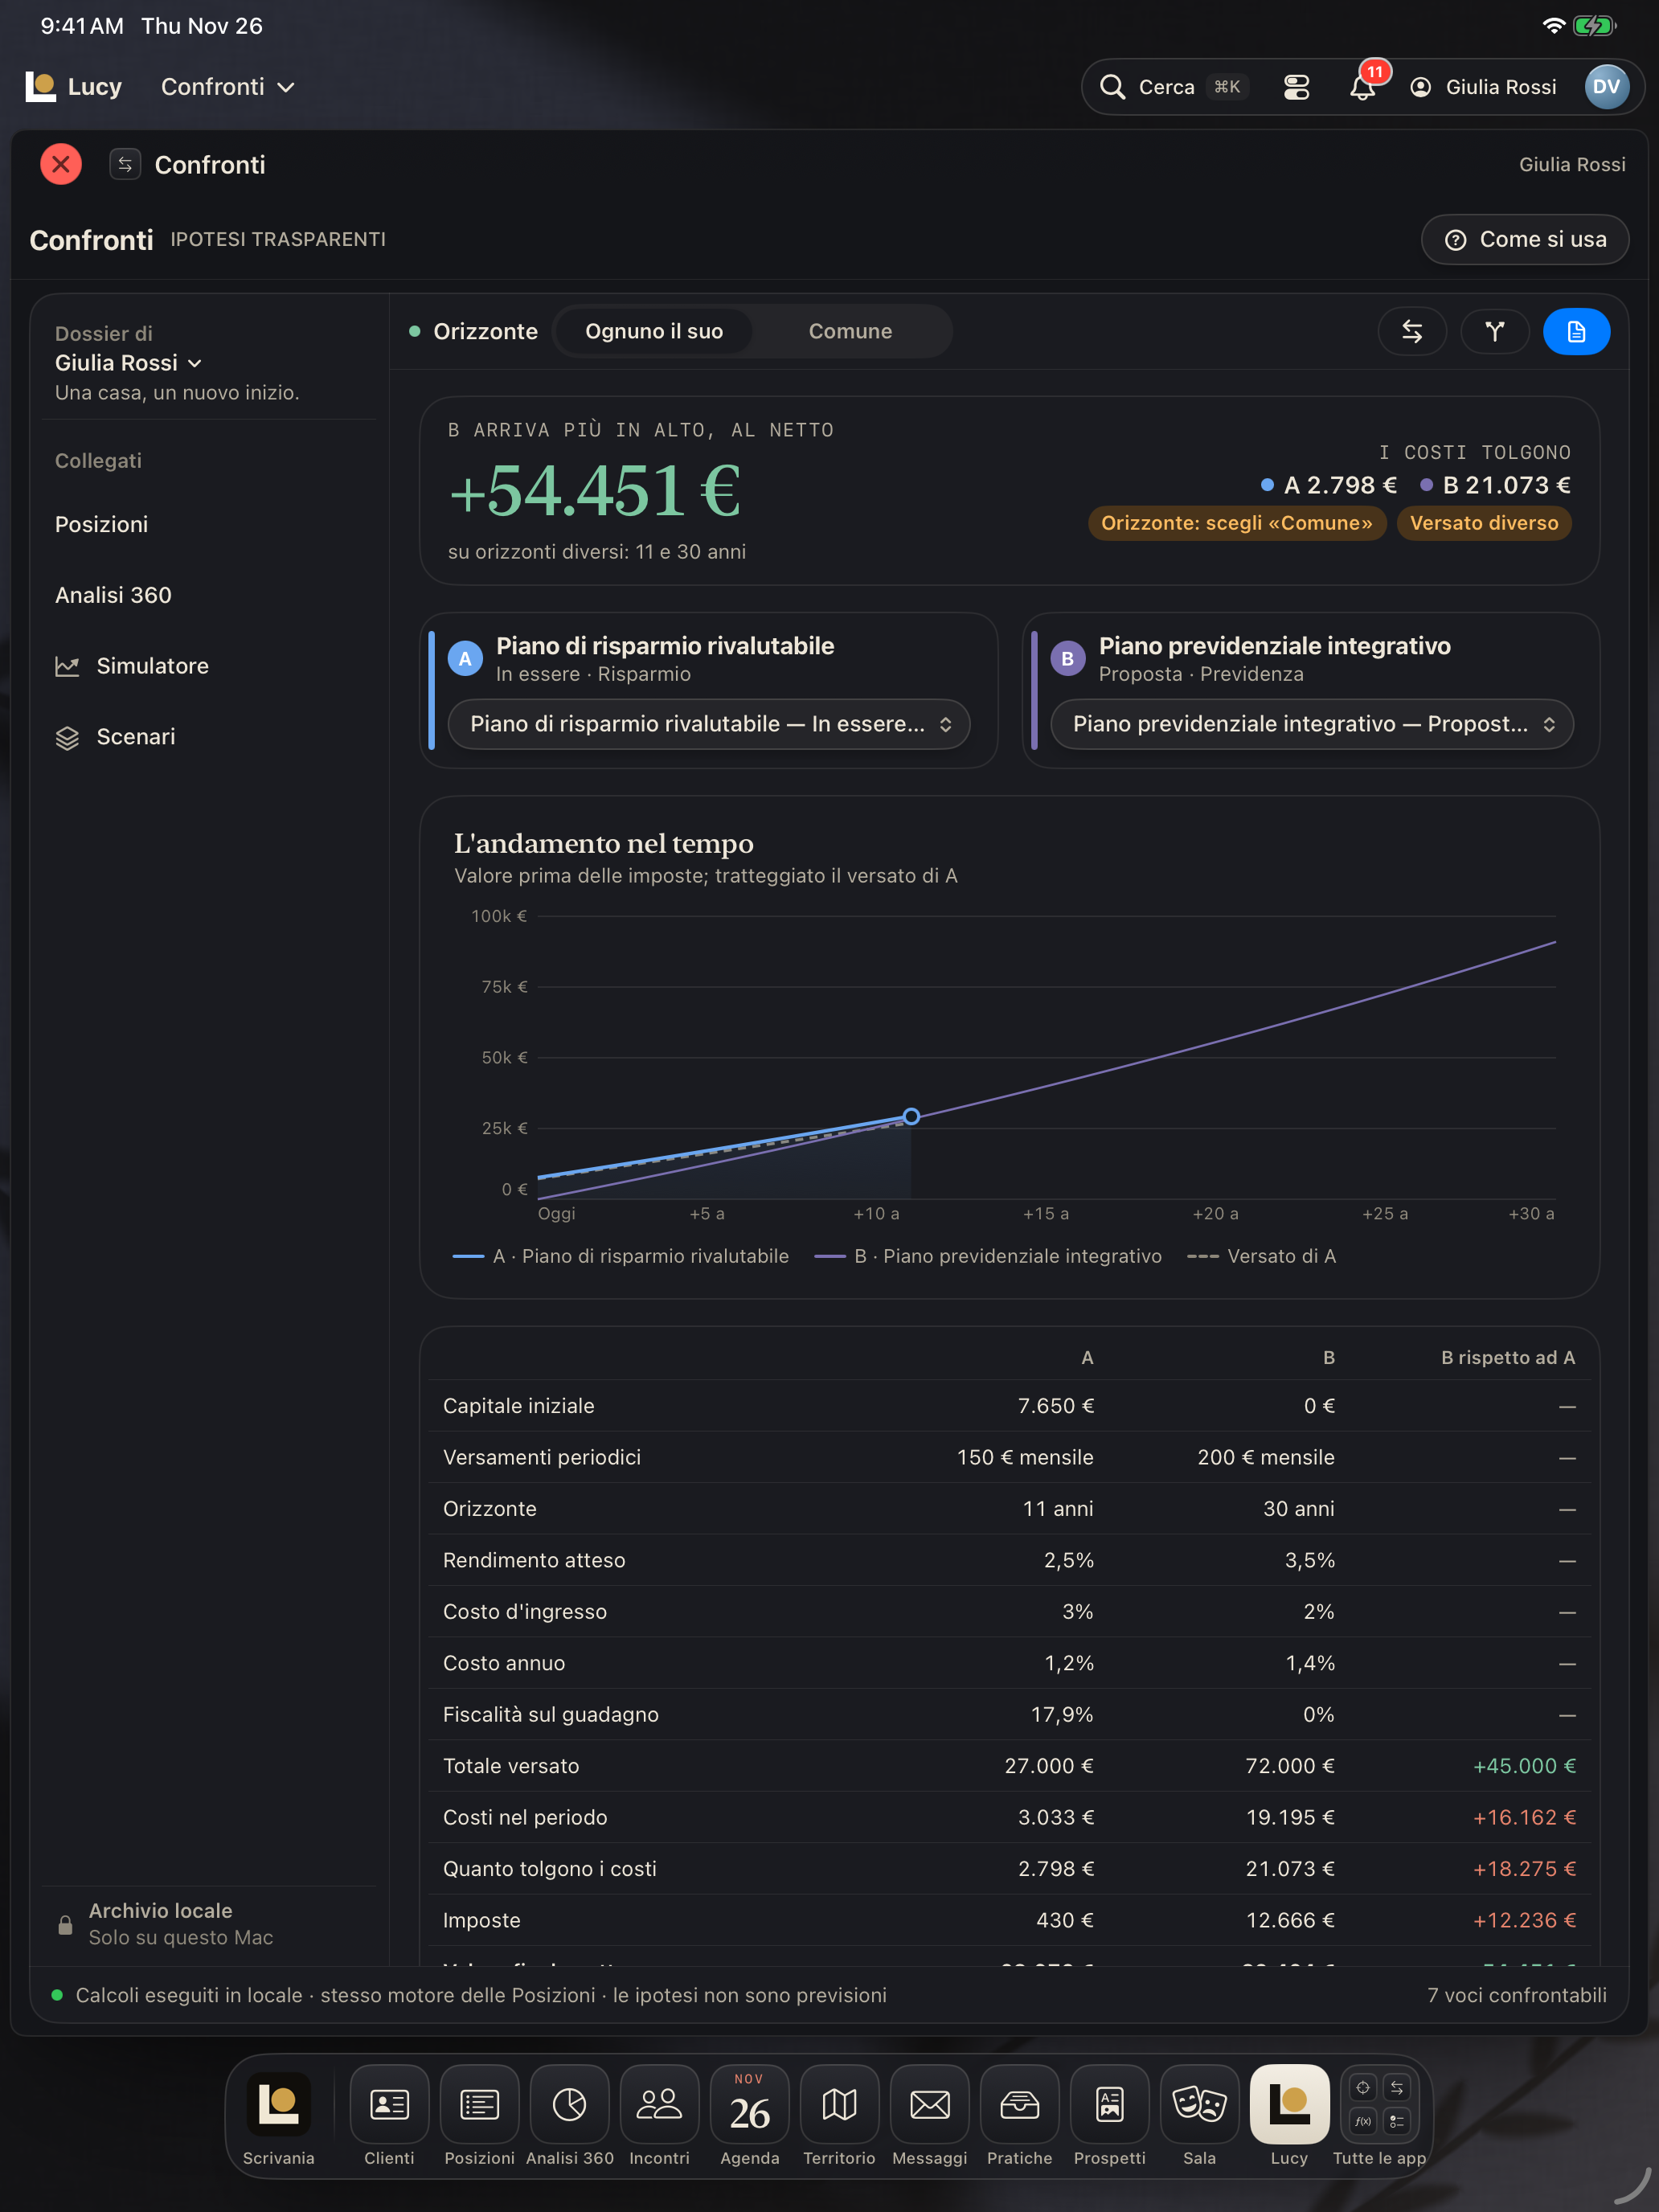 9:41 AM Thu Nov 26
Lucy Confronti
Cerca ⌘K 11 Giulia Rossi DV
Confronti Giulia Rossi
Confronti IPOTESI TRASPARENTI Come si usa
Dossier di
Giulia Rossi
Una casa, un nuovo inizio.
Collegati
Posizioni
Analisi 360
Simulatore
Scenari
Archivio locale
Solo su questo Mac
Orizzonte Ognuno il suo Comune
B ARRIVA PIÙ IN ALTO, AL NETTO
+54.451 €
su orizzonti diversi: 11 e 30 anni
I COSTI TOLGONO
A 2.798 € B 21.073 €
Orizzonte: scegli «Comune» Versato diverso
A Piano di risparmio rivalutabile
In essere · Risparmio
Piano di risparmio rivalutabile — In essere...
B Piano previdenziale integrativo
Proposta · Previdenza
Piano previdenziale integrativo — Propost...
L'andamento nel tempo
Valore prima delle imposte; tratteggiato il versato di A
100k €
75k €
50k €
25k €
0 €
Oggi +5 a +10 a +15 a +20 a +25 a +30 a
A · Piano di risparmio rivalutabile B · Piano previdenziale integrativo Versato di A
A B B rispetto ad A
Capitale iniziale 7.650 € 0 € —
Versamenti periodici 150 € mensile 200 € mensile —
Orizzonte 11 anni 30 anni —
Rendimento atteso 2,5% 3,5% —
Costo d'ingresso 3% 2% —
Costo annuo 1,2% 1,4% —
Fiscalità sul guadagno 17,9% 0% —
Totale versato 27.000 € 72.000 € +45.000 €
Costi nel periodo 3.033 € 19.195 € +16.162 €
Quanto tolgono i costi 2.798 € 21.073 € +18.275 €
Imposte 430 € 12.666 € +12.236 €
Calcoli eseguiti in locale · stesso motore delle Posizioni · le ipotesi non sono previsioni 7 voci confrontabili
NOV
26
f(x)
Scrivania Clienti Posizioni Analisi 360 Incontri Agenda Territorio Messaggi Pratiche Prospetti Sala Lucy Tutte le app